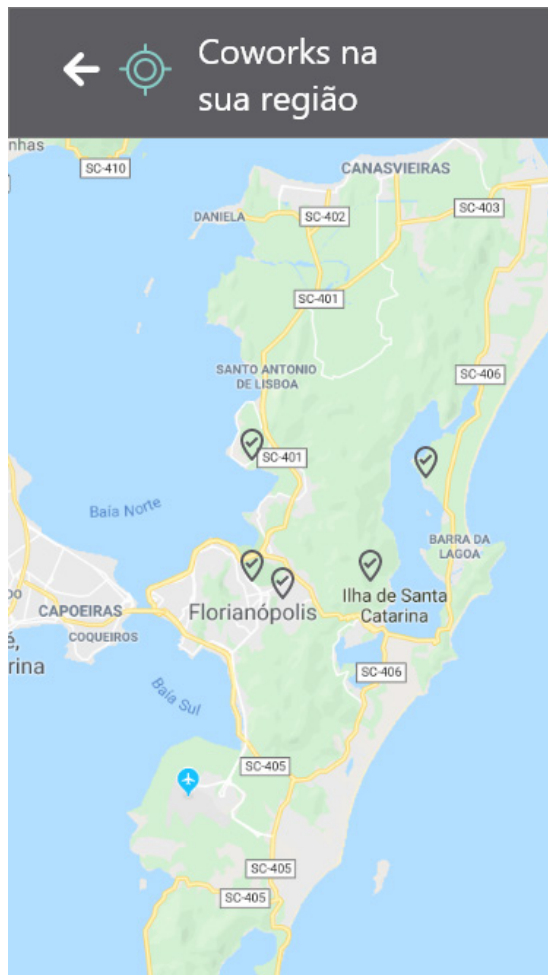 Coworks na
sua região
nhas
SC-410
CANASVIEIRAS
DANIELA
SC-402
SC-403
SC-401
SANTO ANTONIO
DE LISBOA
SC-406
SC-401
Baía Norte
BARRA DA
LAGOA
DO
CAPOEIRAS
Florianópolis
Ilha de Santa
Catarina
COQUEIROS
é,
rina
SC-406
Baía Sul
SC-405
SC-405
SC-405